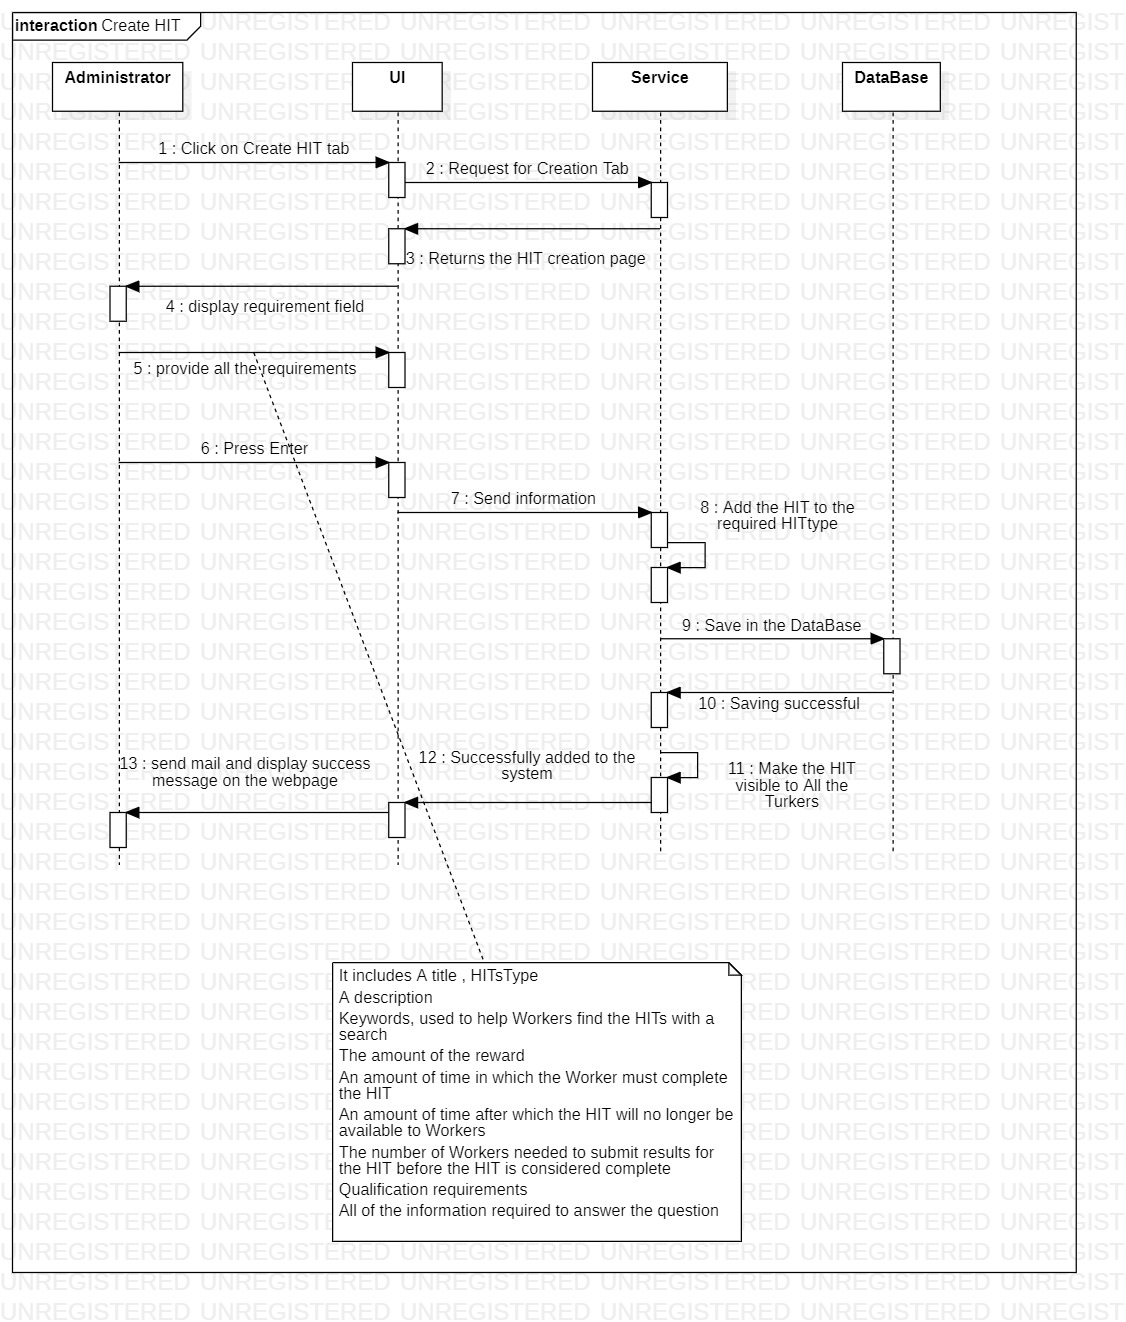 interaction Create HIT
Administrator
UI
Service
DataBase
1 : Click on Create HIT tab
2 : Request for Creation Tab
3 : Returns the HIT creation page
4 : display requirement field
5 : provide all the requirements
6 : Press Enter
7 : Send information
8 : Add the HIT to the
required HITtype
9 : Save in the DataBase
10 : Saving successful
11 : Make the HIT
visible to All the
Turkers
12 : Successfully added to the
system
13 : send mail and display success
message on the webpage
It includes A title , HITsType
A description
Keywords, used to help Workers find the HITs with a
search
The amount of the reward
An amount of time in which the Worker must complete
the HIT
An amount of time after which the HIT will no longer be
available to Workers
The number of Workers needed to submit results for
the HIT before the HIT is considered complete
Qualification requirements
All of the information required to answer the question
UNREGISTERED